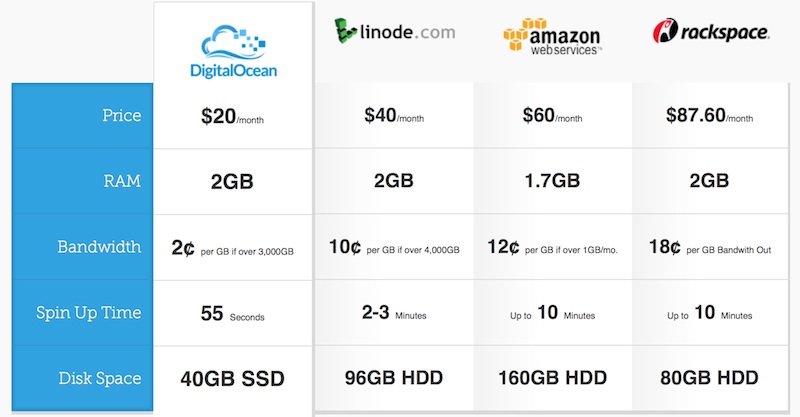 DigitalOcean linode.com amazon webservices™ rackspace.
Price $20/month $40/month $60/month $87.60/month
RAM 2GB 2GB 1.7GB 2GB
Bandwidth 2¢ per GB if over 3,000GB 10¢ per GB if over 4,000GB 12¢ per GB if over 1GB/mo. 18¢ per GB Bandwith Out
Spin Up Time 55 Seconds 2-3 Minutes Up to 10 Minutes Up to 10 Minutes
Disk Space 40GB SSD 96GB HDD 160GB HDD 80GB HDD